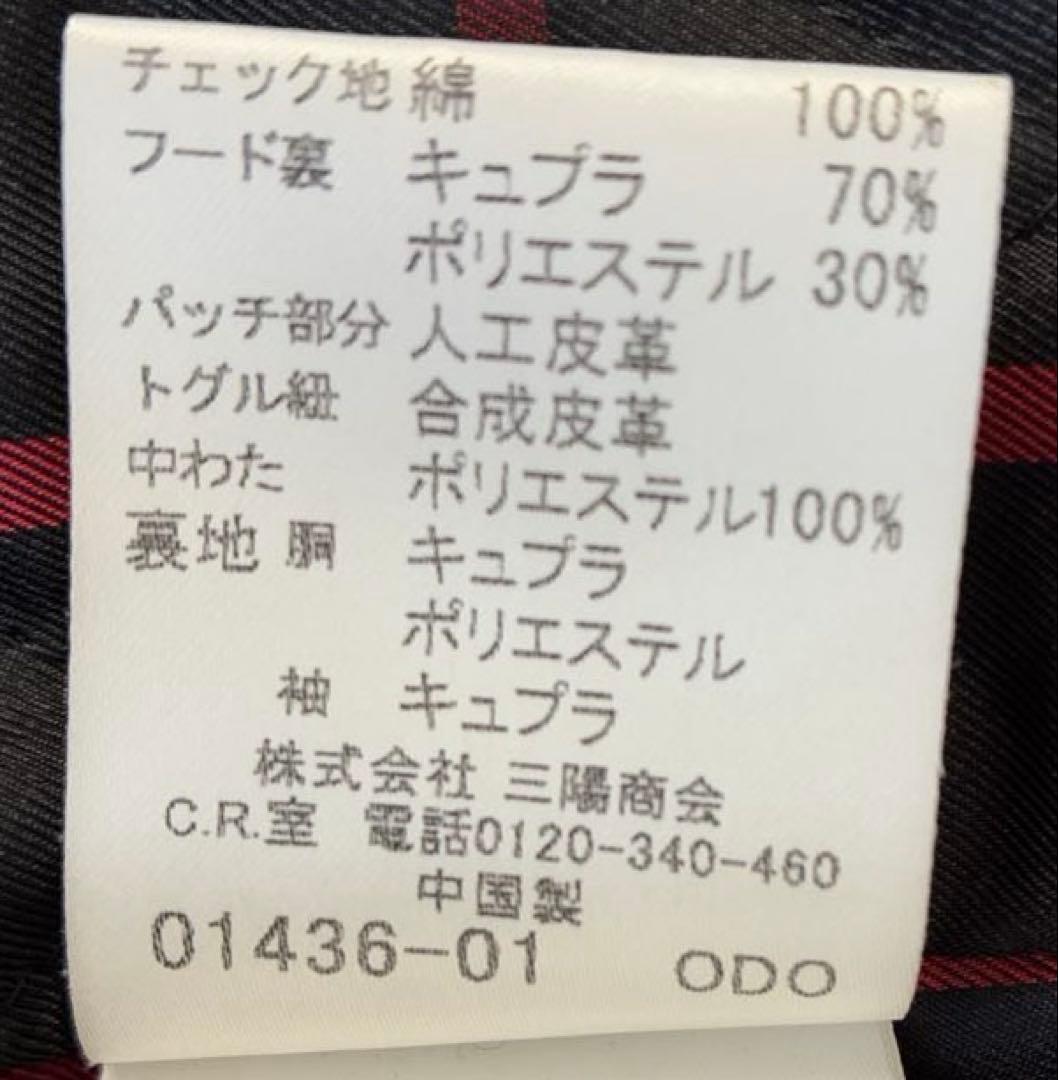 チェック地 綿 100%
フード裏 キュプラ 70%
ポリエステル 30%
パッチ部分 人工皮革
トグル紐 合成皮革
中わた ポリエステル100%
裏地 胴 キュプラ
ポリエステル
袖 キュプラ
株式会社 三陽商会
C.R.室 電話0120-340-460
中国製
01436-01 ODO